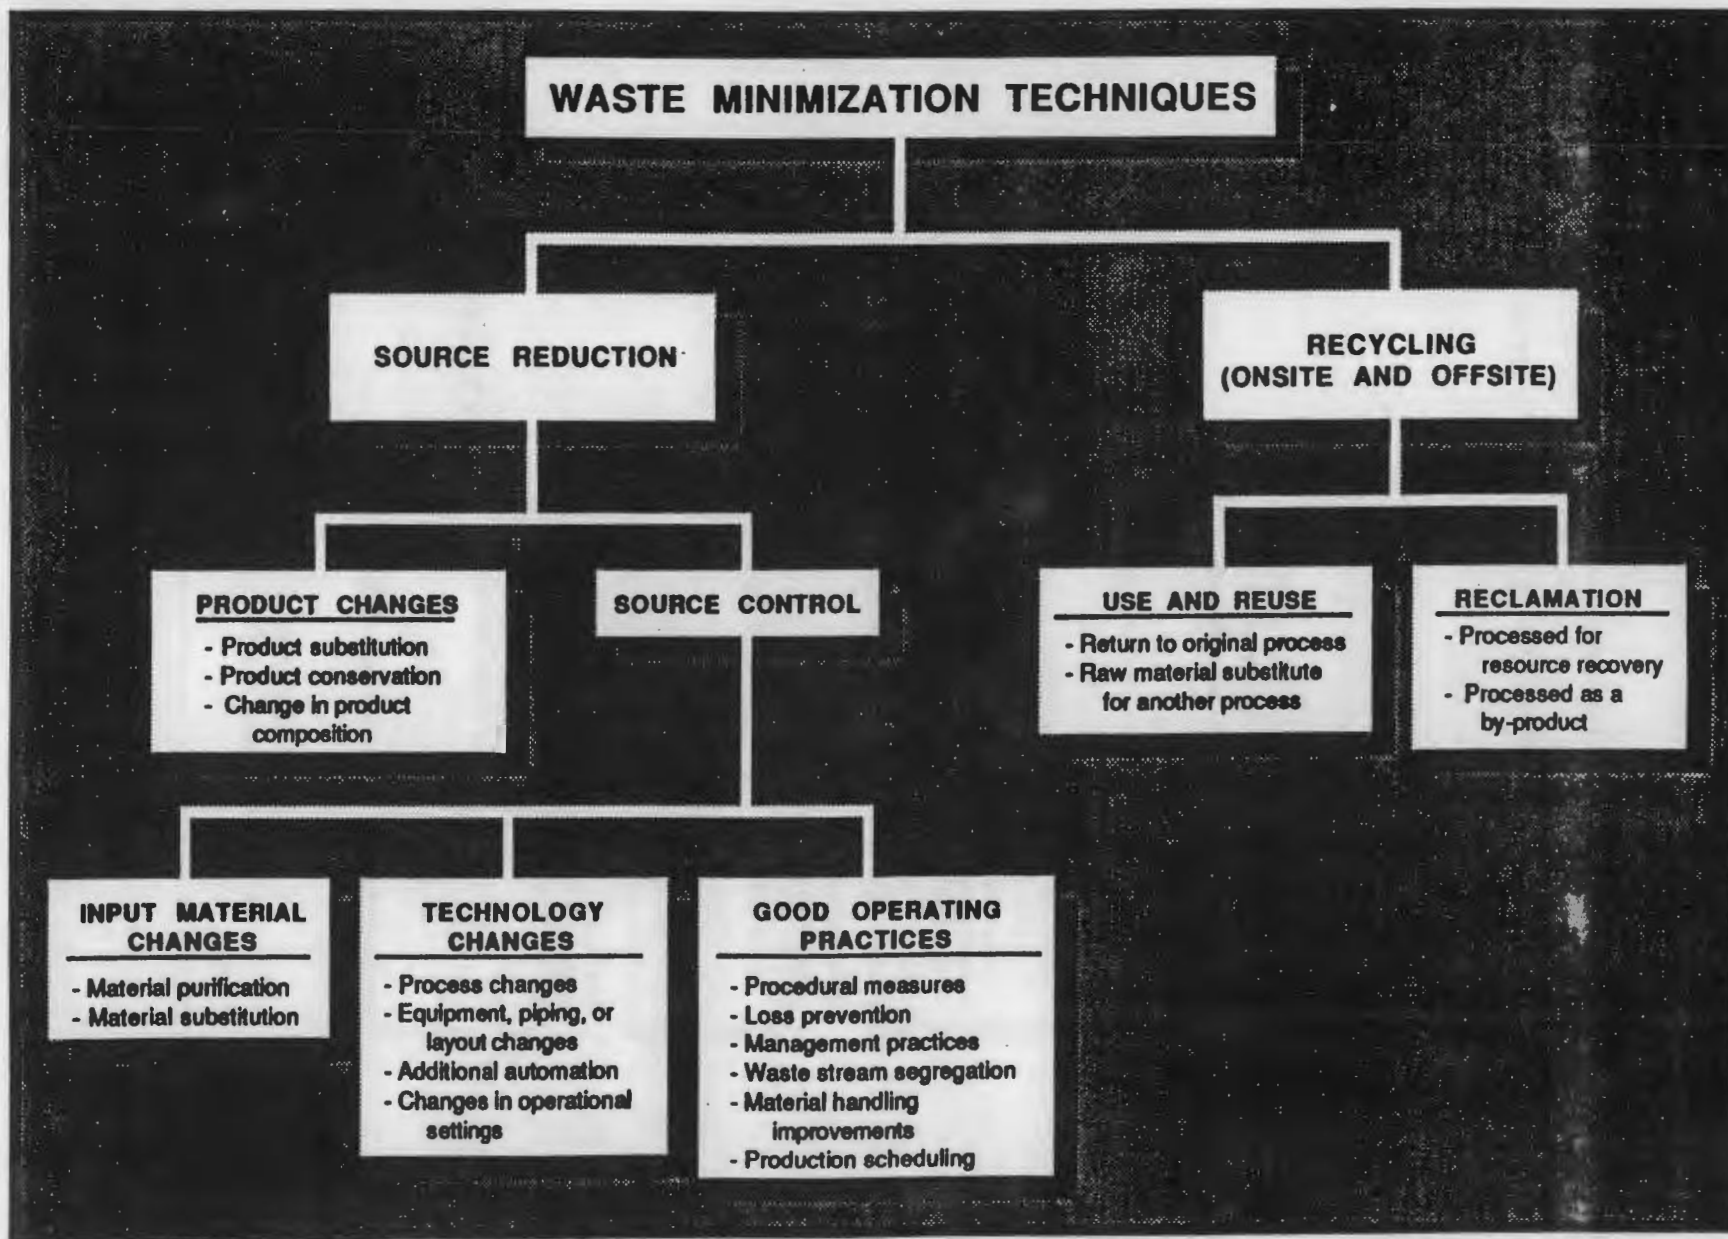 WASTE MINIMIZATION TECHNIQUES
SOURCE REDUCTION
RECYCLING
(ONSITE AND OFFSITE)
PRODUCT CHANGES
- Product substitution
- Product conservation
- Change in product
composition
SOURCE CONTROL
USE AND REUSE
- Return to original process
- Raw material substitute
for another process
RECLAMATION
- Processed for
resource recovery
- Processed as a
by-product
INPUT MATERIAL
CHANGES
- Material purification
- Material substitution
TECHNOLOGY
CHANGES
- Process changes
- Equipment, piping, or
layout changes
- Additional automation
- Changes in operational
settings
GOOD OPERATING
PRACTICES
- Procedural measures
- Loss prevention
- Management practices
- Waste stream segregation
- Material handling
improvements
- Production scheduling